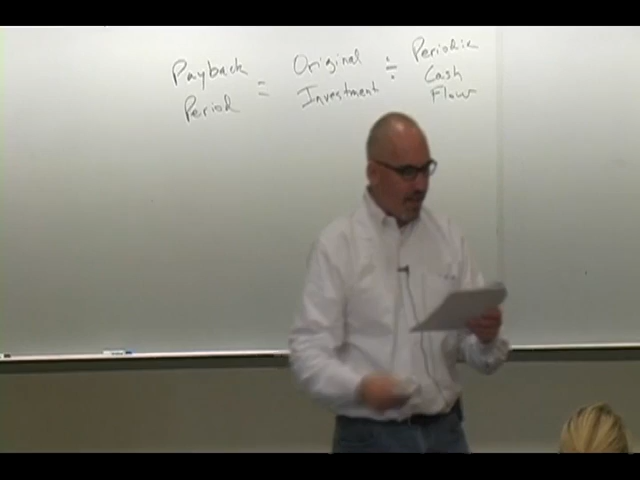 Payback = Original ÷ Periodic
Period Investment Cash
Flow